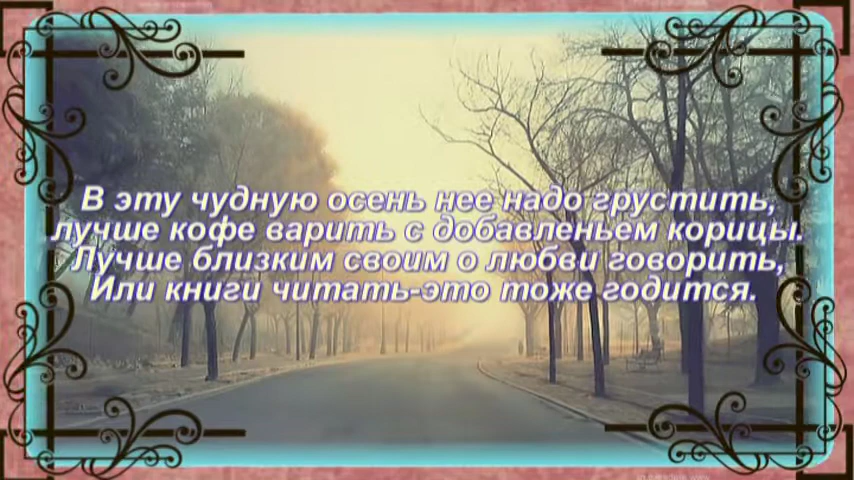 В эту чудную осень нее надо грустить,
лучше кофе варить с добавленьем корицы.
Лучше близким своим о любви говорить,
Или книги читать-это тоже годится.